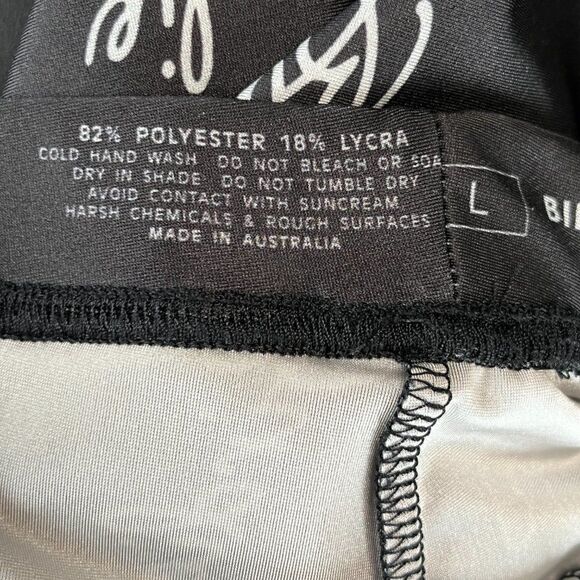 82% POLYESTER 18% LYCRA
COLD HAND WASH DO NOT BLEACH OR SOA
DRY IN SHADE DO NOT TUMBLE DRY
AVOID CONTACT WITH SUNCREAM
HARSH CHEMICALS & ROUGH SURFACES
MADE IN AUSTRALIA
L